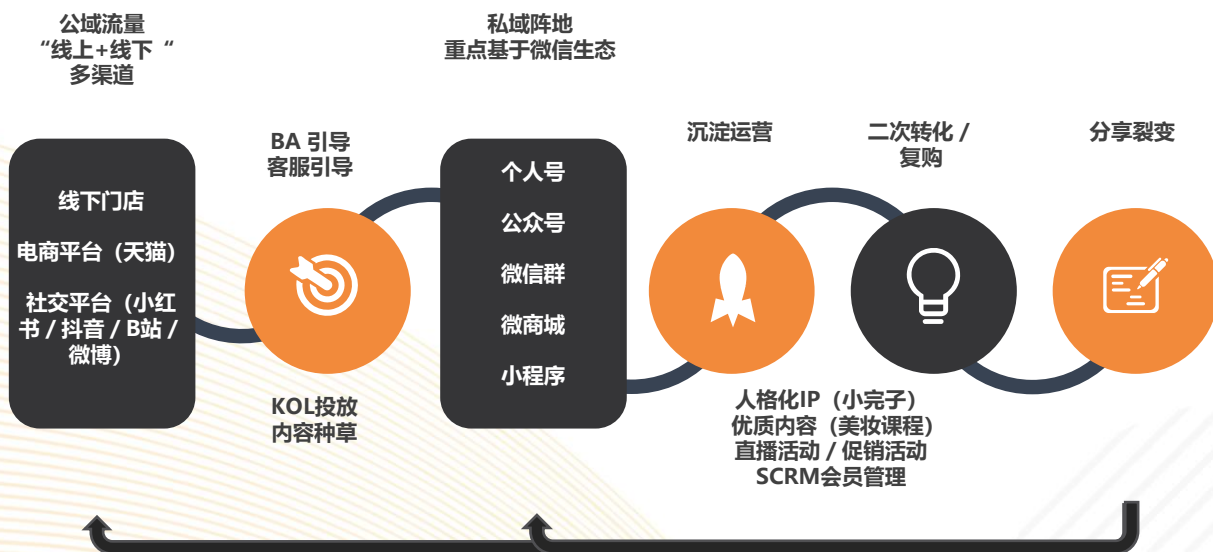 公域流量
“线上+线下“
多渠道
私域阵地
重点基于微信生态
BA 引导
客服引导
沉淀运营
二次转化 /
复购
分享裂变
线下门店
电商平台（天猫）
社交平台（小红
书 / 抖音 / B站 /
微博）
个人号
公众号
微信群
微商城
小程序
KOL投放
内容种草
人格化IP（小完子）
优质内容（美妆课程）
直播活动 / 促销活动
SCRM会员管理